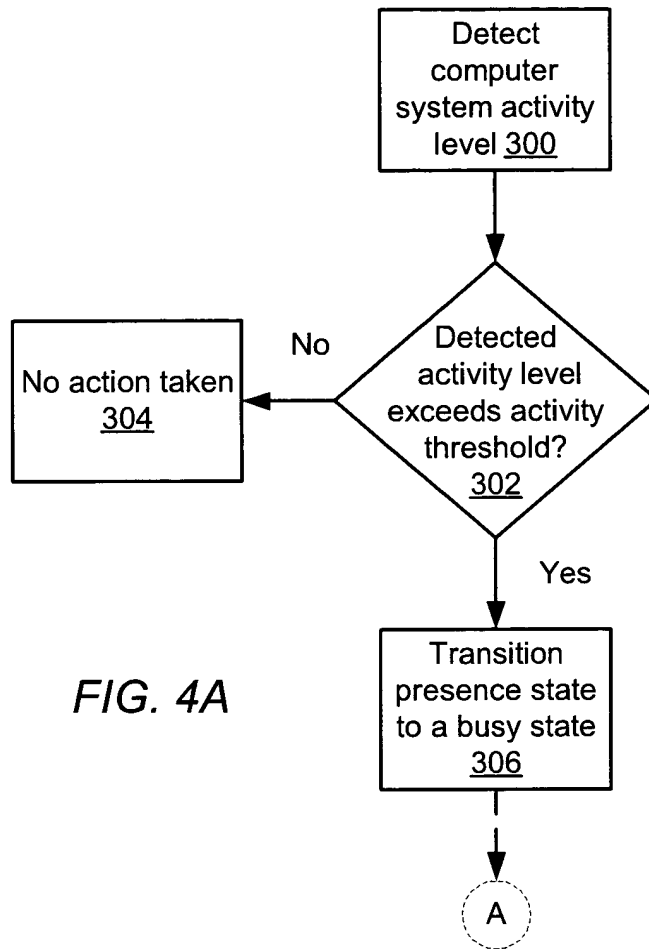 Detect
computer
system activity
level 300
No
Detected
activity level
exceeds activity
threshold?
302
No action taken
304
Yes
Transition
presence state
to a busy state
306
FIG. 4A
A